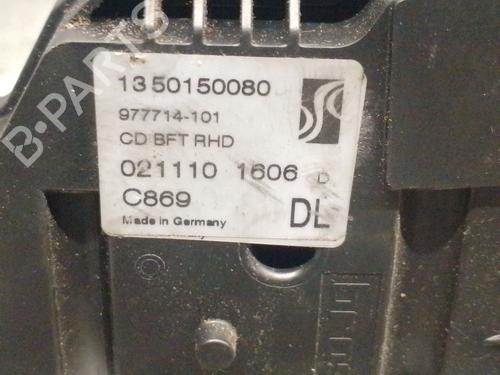 B-PARTS
1350150080
977714-101
CD BFT RHD
021110 1606 D
C869
DL
Made in Germany